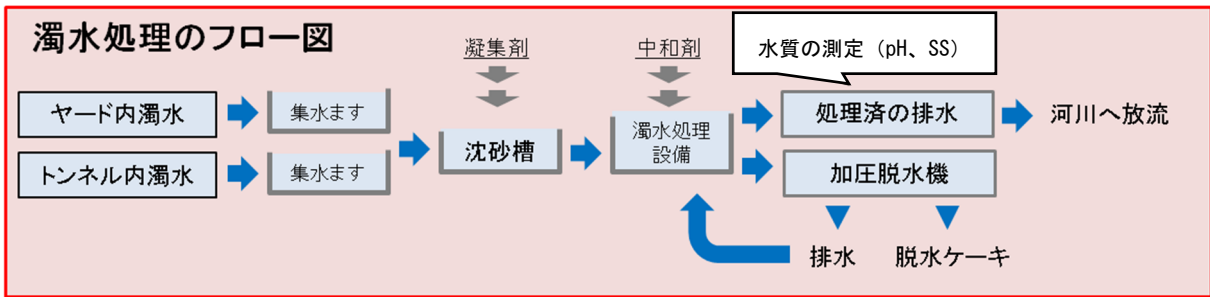 濁水処理のフロー図
凝集剤
中和剤
水質の測定（pH、SS）
ヤード内濁水
集水ます
トンネル内濁水
集水ます
沈砂槽
濁水処理
設備
処理済の排水
河川へ放流
加圧脱水機
排水
脱水ケーキ